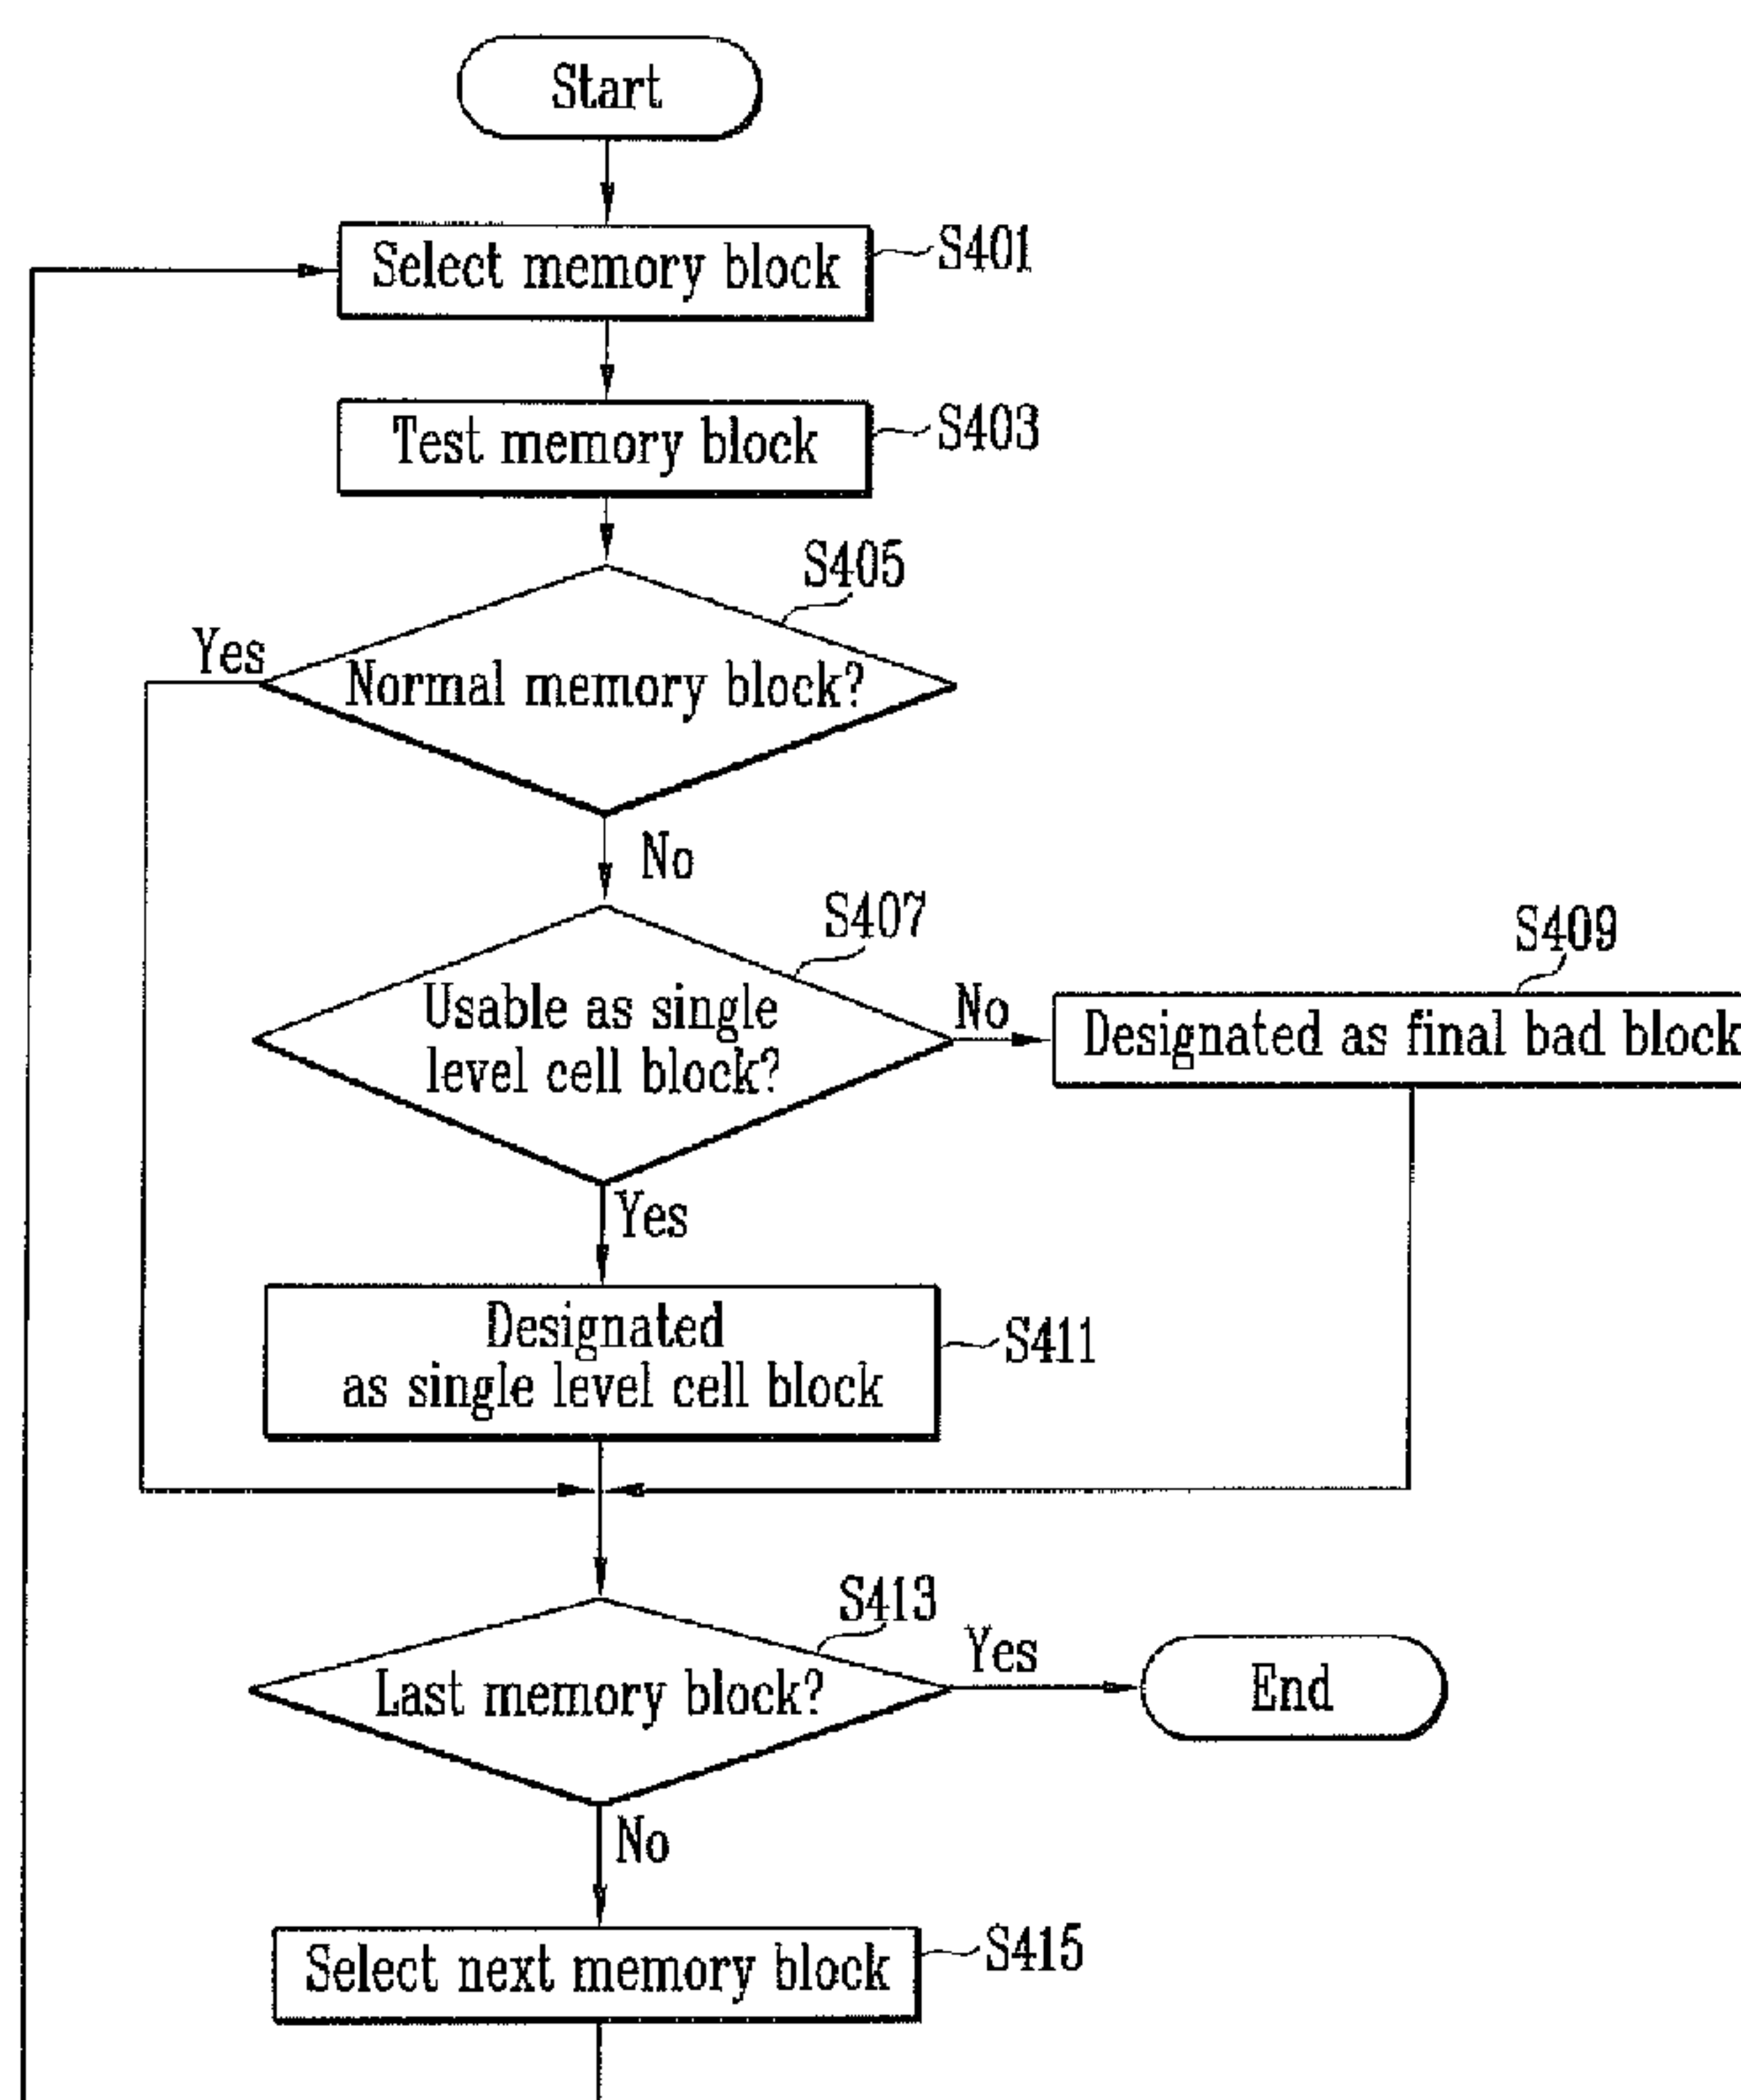 Start
Select memory block
S401
Test memory block
S403
S405
Yes
Normal memory block?
No
S407
S409
Usable as single
level cell block?
No
Designated as final bad block
Yes
Designated
as single level cell block
S411
S413
Last memory block?
Yes
End
No
Select next memory block
S415